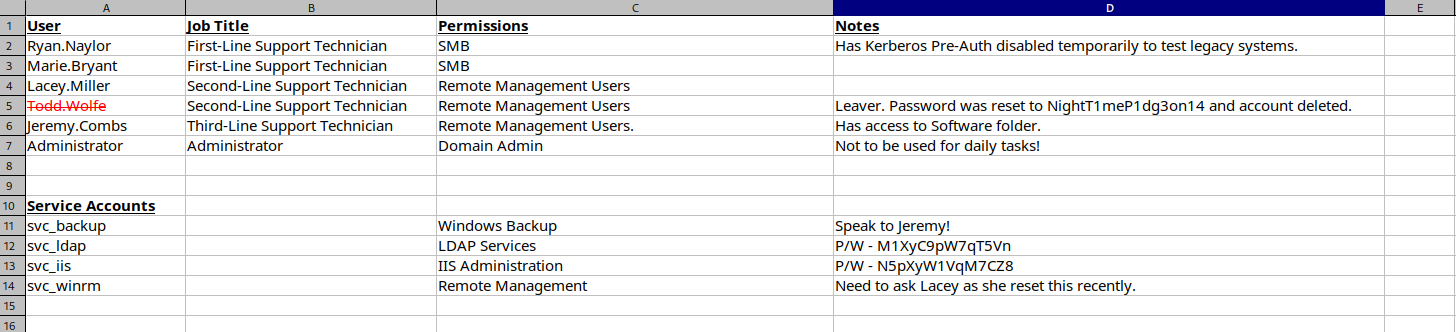 A B C D E
1 User Job Title Permissions Notes
2 Ryan.Naylor First-Line Support Technician SMB Has Kerberos Pre-Auth disabled temporarily to test legacy systems.
3 Marie.Bryant First-Line Support Technician SMB
4 Lacey.Miller Second-Line Support Technician Remote Management Users
5 Todd.Wolfe Second-Line Support Technician Remote Management Users Leaver. Password was reset to NightT1meP1dg3on14 and account deleted.
6 Jeremy.Combs Third-Line Support Technician Remote Management Users. Has access to Software folder.
7 Administrator Administrator Domain Admin Not to be used for daily tasks!
8
9
10 Service Accounts
11 svc_backup Windows Backup Speak to Jeremy!
12 svc_ldap LDAP Services P/W - M1XyC9pW7qT5Vn
13 svc_iis IIS Administration P/W - N5pXyW1VqM7CZ8
14 svc_winrm Remote Management Need to ask Lacey as she reset this recently.
15
16